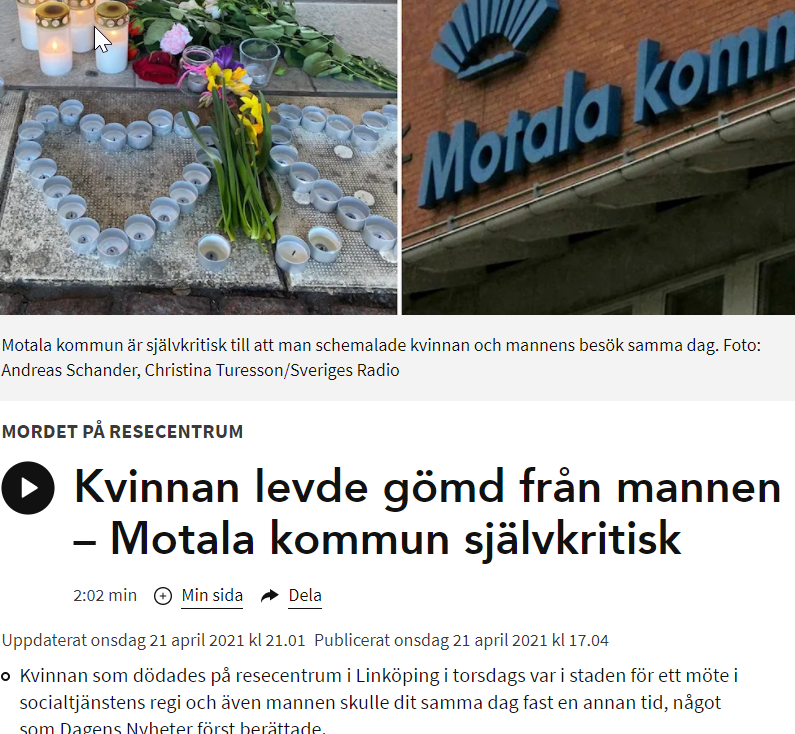 Motala komm
Motala kommun är självkritisk till att man schemalade kvinnan och mannens besök samma dag. Foto:
Andreas Schander, Christina Turesson/Sveriges Radio
MORDET PÅ RESECENTRUM
Kvinnan levde gömd från mannen
– Motala kommun självkritisk
2:02 min Min sida Dela
Uppdaterat onsdag 21 april 2021 kl 21.01 Publicerat onsdag 21 april 2021 kl 17.04
Kvinnan som dödades på resecentrum i Linköping i torsdags var i staden för ett möte i
socialtjänstens regi och även mannen skulle dit samma dag fast en annan tid, något
som Dagens Nyheter först berättade.